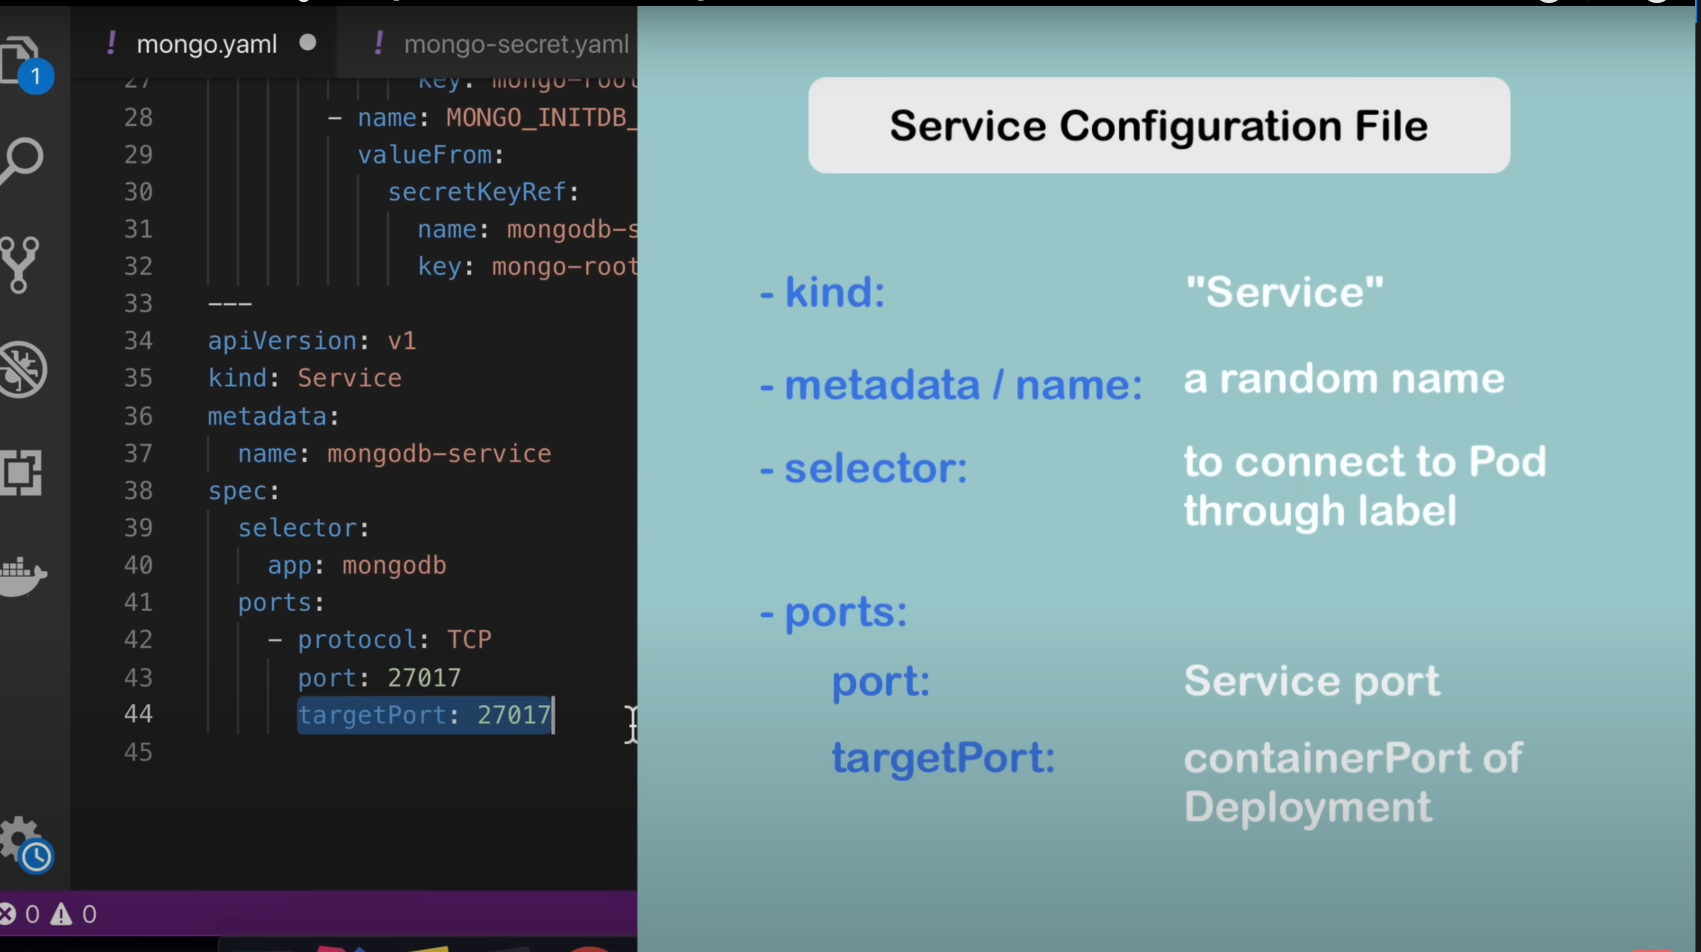 ! mongo.yaml ! mongo-secret.yaml
1
27 key: mongo-root
28 - name: MONGO_INITDB_
29 valueFrom:
30 secretKeyRef:
31 name: mongodb-s
32 key: mongo-root
33 ---
34 apiVersion: v1
35 kind: Service
36 metadata:
37 name: mongodb-service
38 spec:
39 selector:
40 app: mongodb
41 ports:
42 - protocol: TCP
43 port: 27017
44 targetPort: 27017
45
0 0
Service Configuration File
- kind: "Service"
- metadata / name: a random name
- selector: to connect to Pod
through label
- ports:
port: Service port
targetPort: containerPort of
Deployment